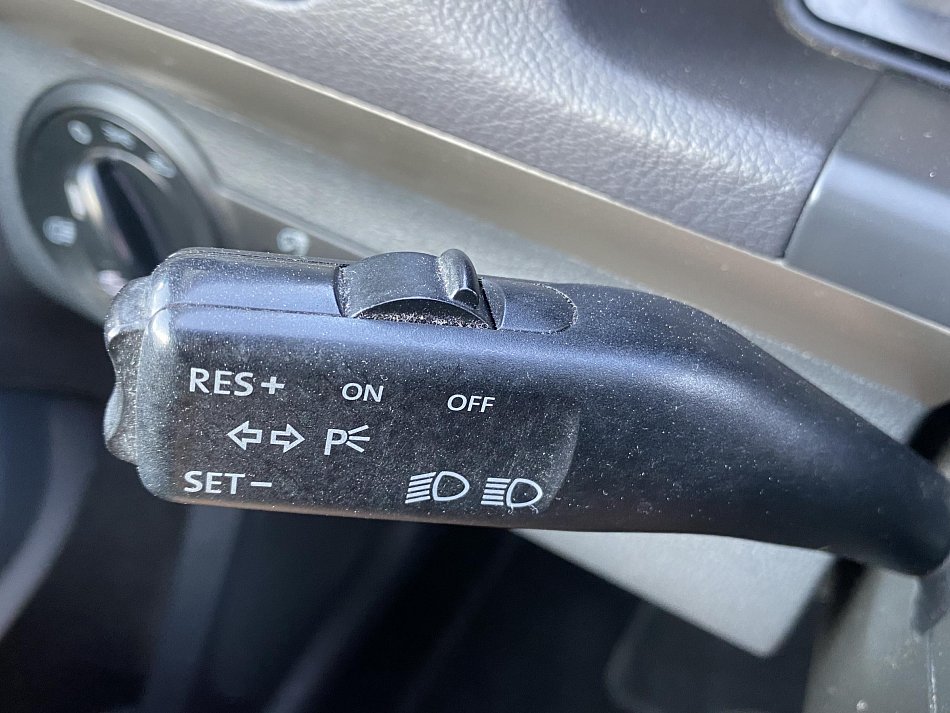 RES+ ON OFF
P
SET−